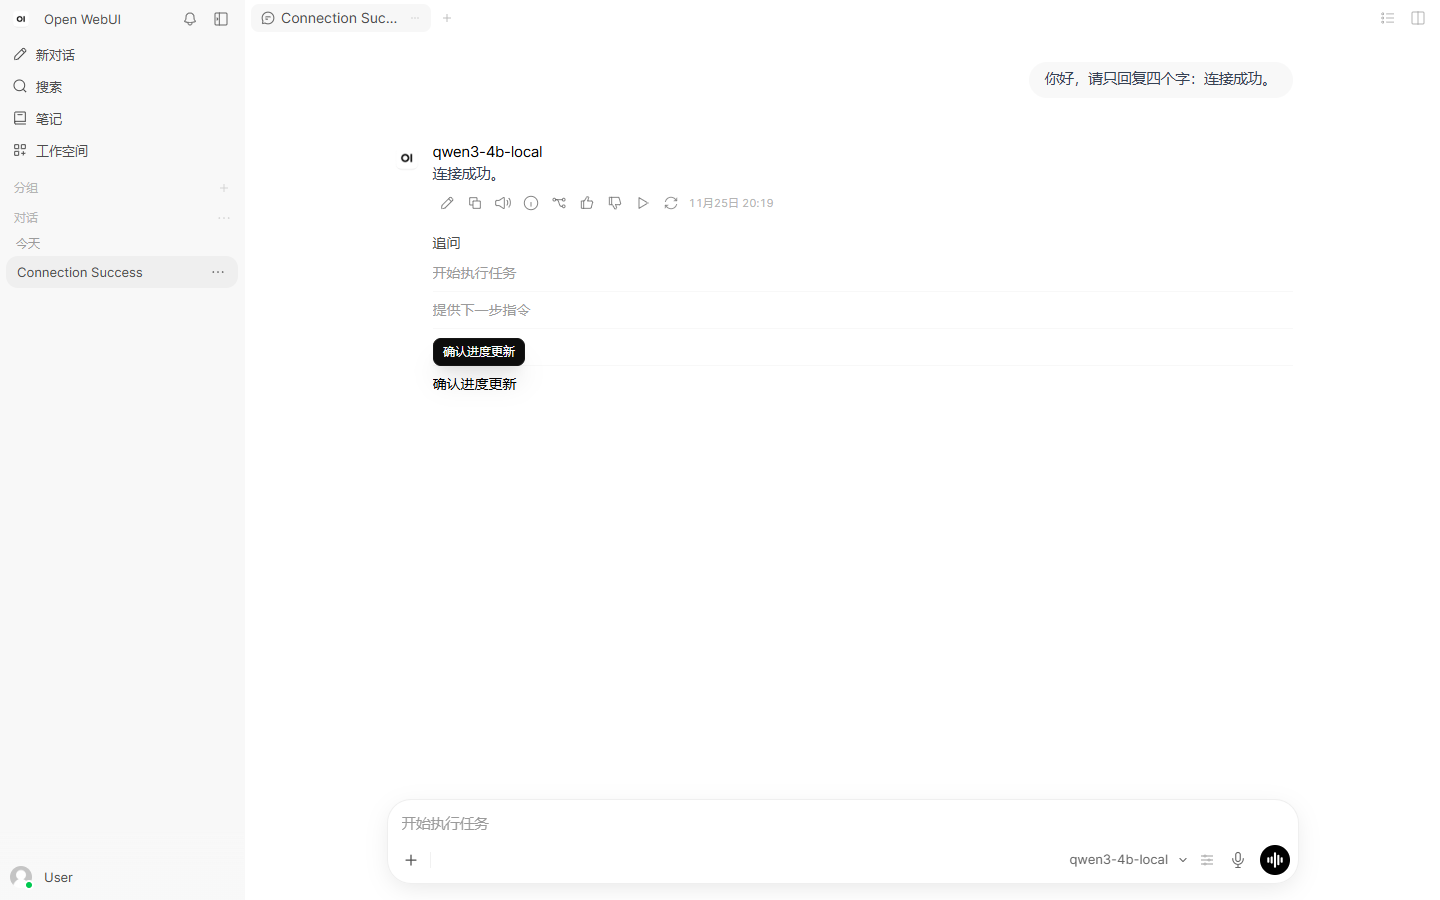 OI Open WebUI
新对话
搜索
笔记
工作空间
分组
对话
今天
Connection Success
User
Connection Suc...
你好，请只回复四个字：连接成功。
OI qwen3-4b-local
连接成功。
11月25日 20:19
追问
开始执行任务
提供下一步指令
确认进度更新
确认进度更新
开始执行任务
qwen3-4b-local